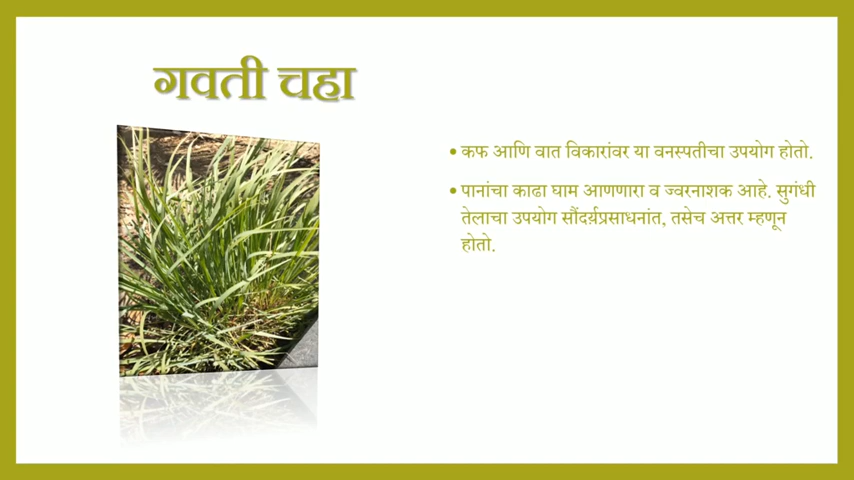 गवती चहा
• कफ आणि वात विकारांवर या वनस्पतीचा उपयोग होतो.
• पानांचा काढा घाम आणणारा व ज्वरनाशक आहे. सुगंधी
तेलाचा उपयोग सौंदर्य़प्रसाधनांत, तसेच अत्तर म्हणून
होतो.